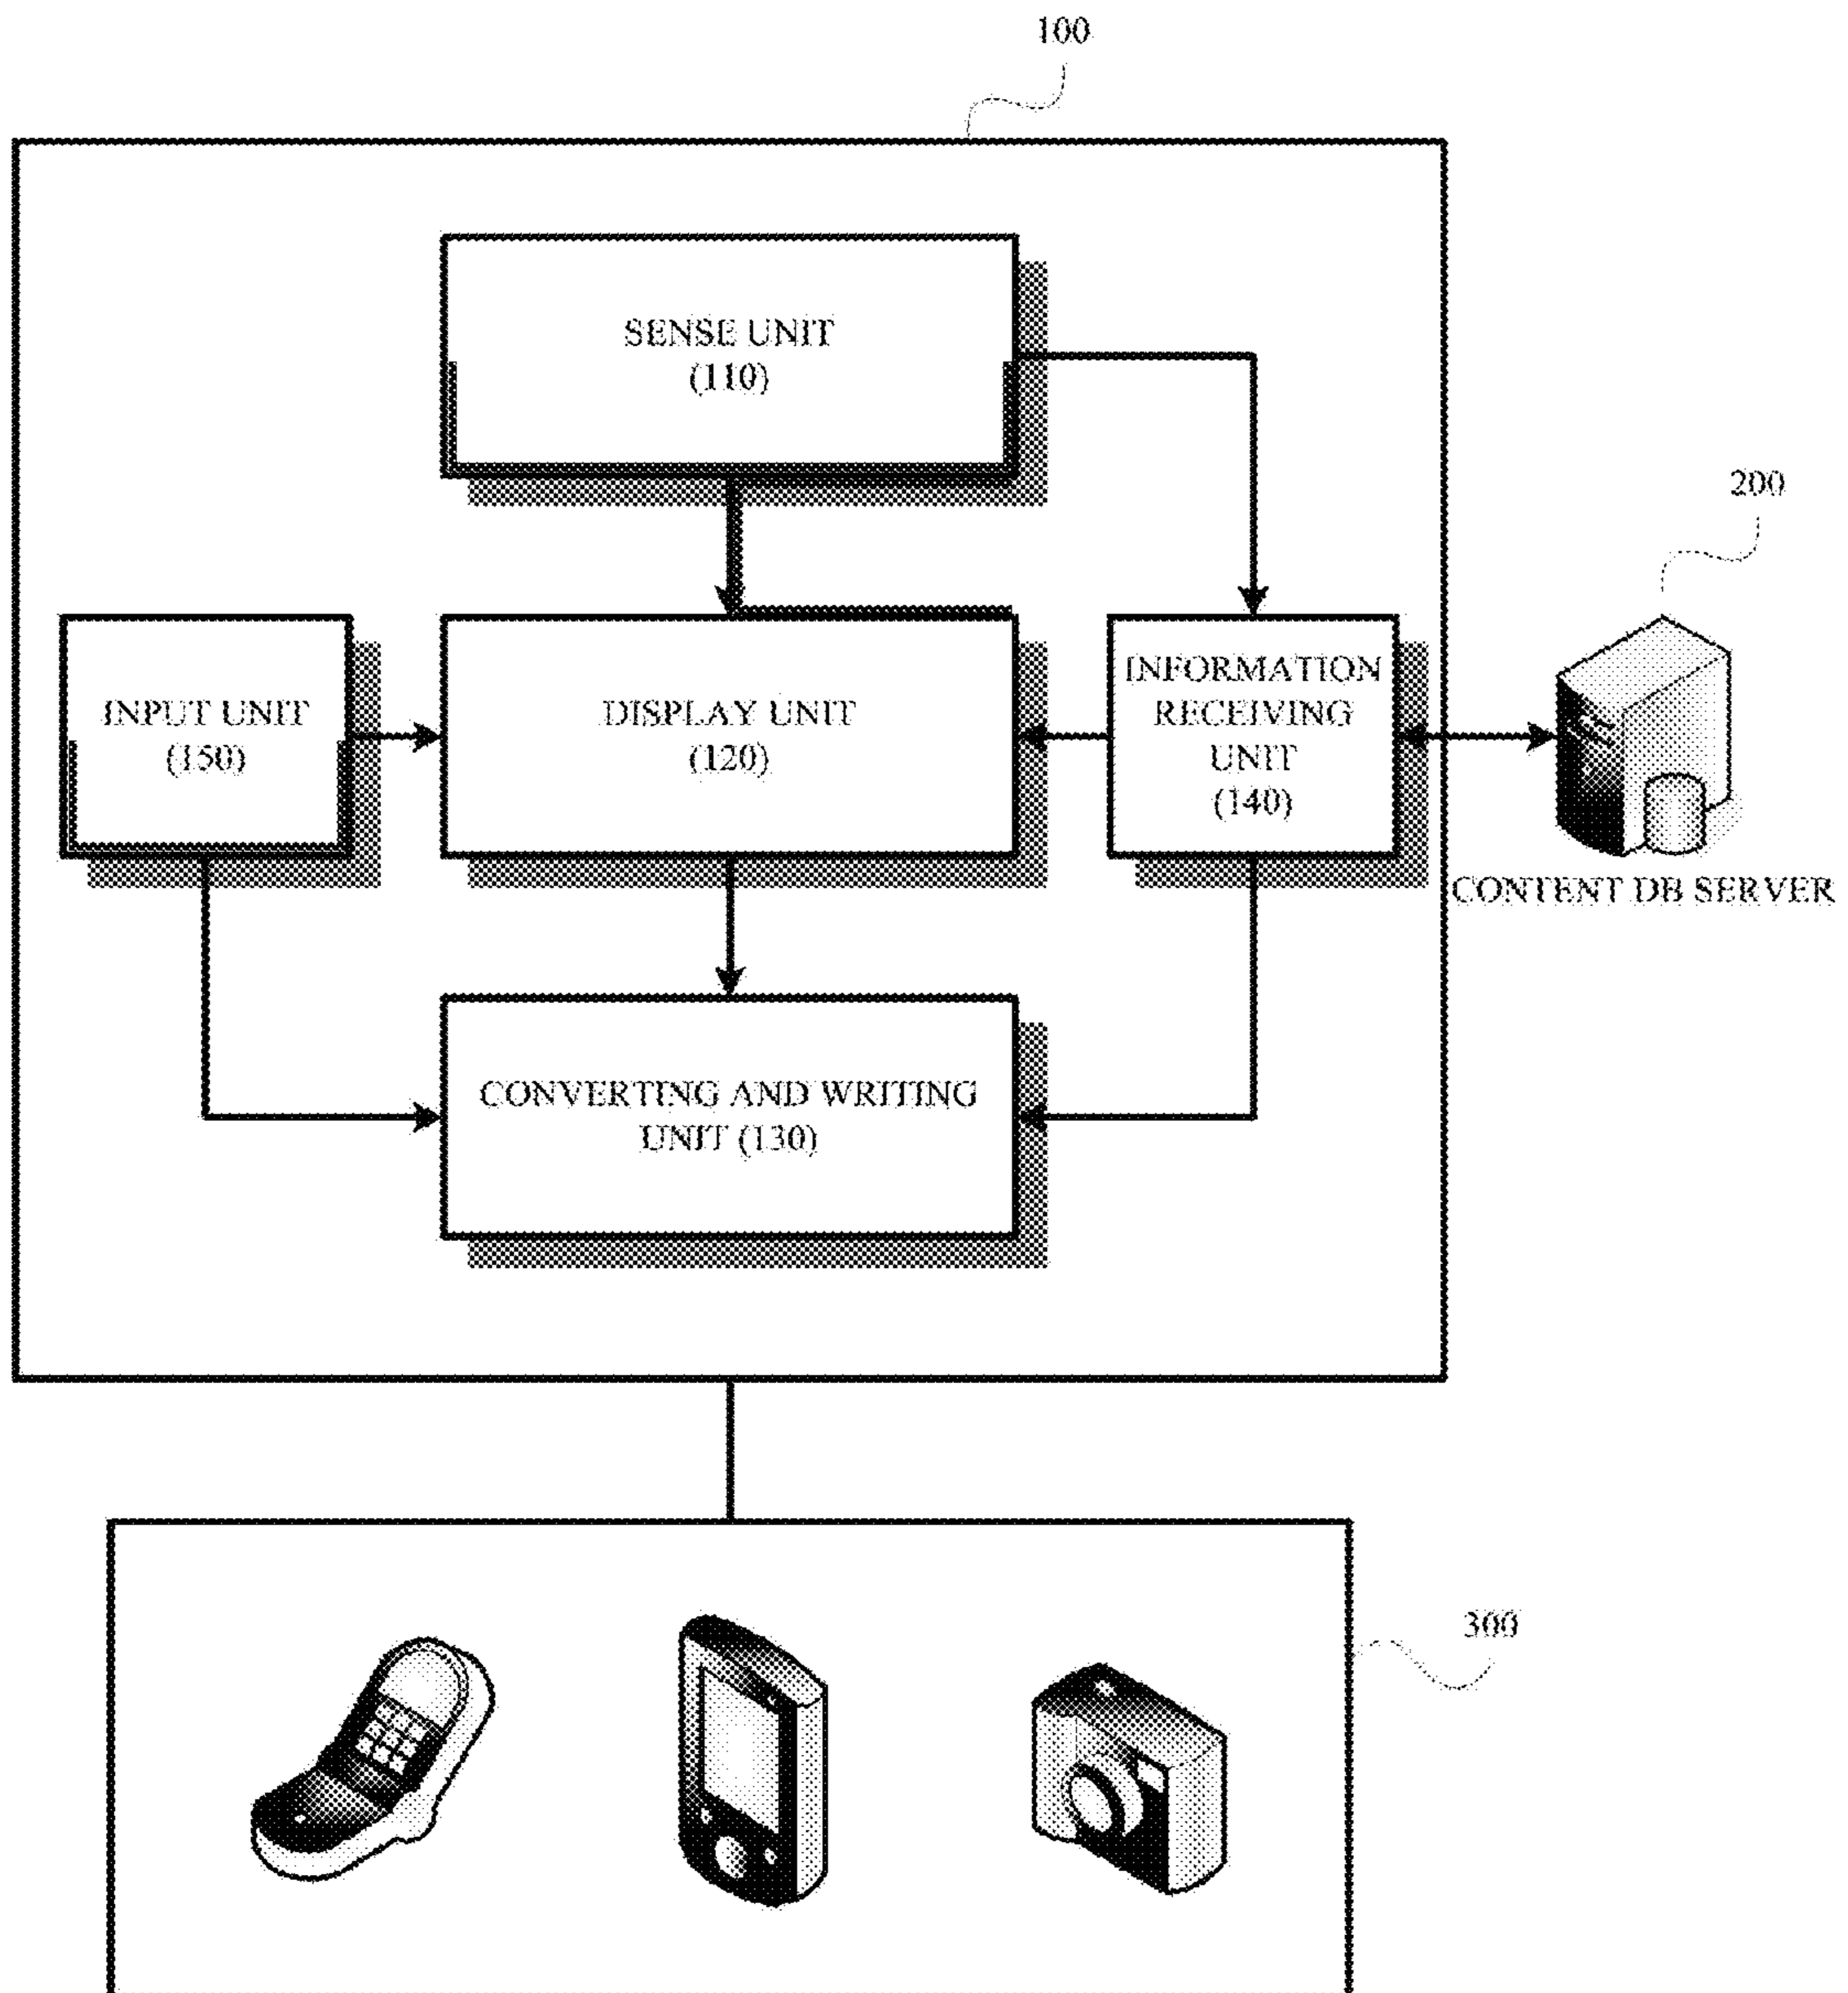 100
SENSE UNIT
(110)
200
INPUT UNIT
(150)
DISPLAY UNIT
(120)
INFORMATION
RECEIVING
UNIT
(140)
CONTENT DB SERVER
CONVERTING AND WRITING
UNIT (130)
300